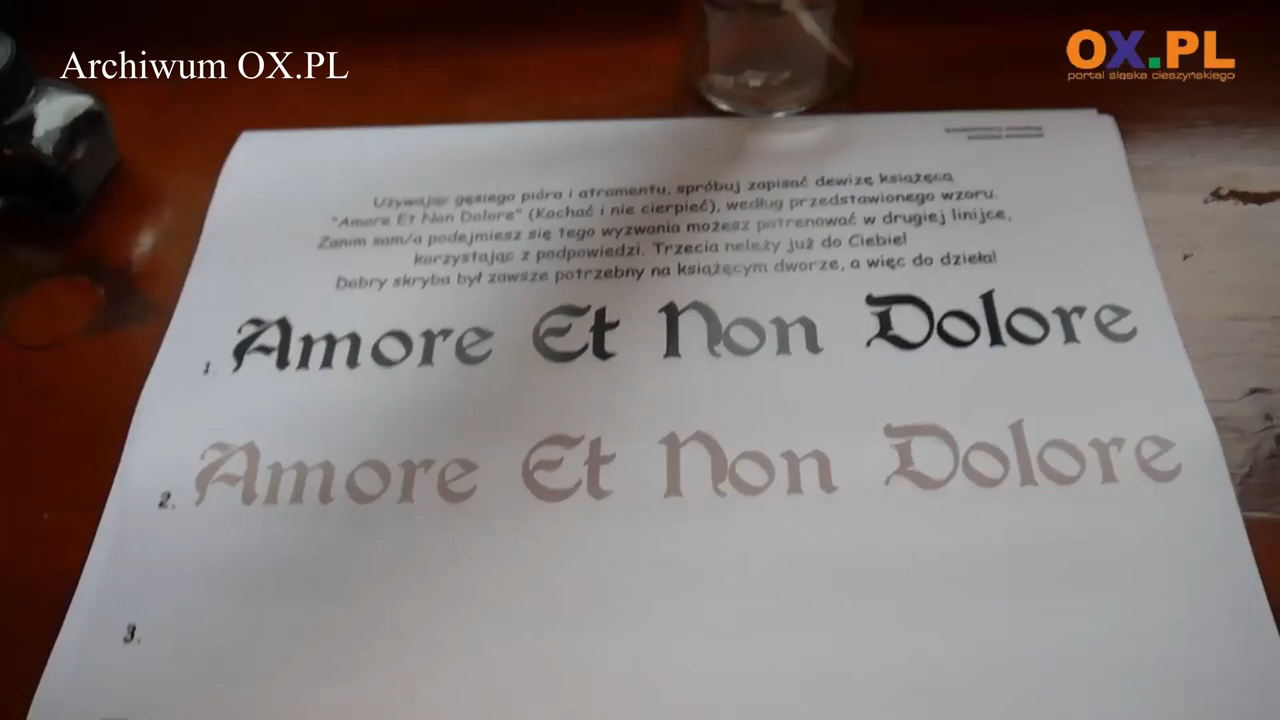 Archiwum OX.PL
OX.PL
portal śląska cieszyńskiego
Używając gęsiego pióra i atramentu, spróbuj zapisać dewizę książęcą
"Amore Et Non Dolore" (Kochać i nie cierpieć), według przedstawionego wzoru.
Zanim sam/a podejmiesz się tego wyzwania możesz potrenować w drugiej linijce,
korzystając z podpowiedzi. Trzecia należy już do Ciebie!
Dobry skryba był zawsze potrzebny na książęcym dworze, a więc do dzieła!
1. Amore Et Non Dolore
2. Amore Et Non Dolore
3.